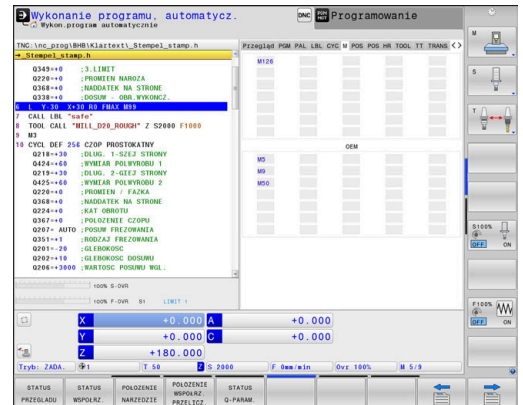 Wykonanie programu, automatycz.
Wykon.program automatycznie
DNC
Programowanie
TNC:\nc_prog\BHB\Klartext\_Stempel_stamp.h
→_Stempel_stamp.h
Przegląd PGM PAL LBL CYC M POS POS HR TOOL TT TRANS
Q349=+0 ;3.LIMIT
Q220=+0 ;PROMIEN NAROZA
Q368=+0 ;NADDATEK NA STRONE
Q338=+0 ;DOSUW - OBR.WYKONCZ.
6 L Y-30 X+30 R0 FMAX M99
7 CALL LBL "safe"
8 TOOL CALL "MILL_D20_ROUGH" Z S2000 F1000
9 M3
10 CYCL DEF 256 CZOP PROSTOKATNY
Q218=+30 ;DLUG. 1-SZEJ STRONY
Q424=+60 ;WYMIAR POLWYROBU 1
Q219=+30 ;DLUG. 2-GIEJ STRONY
Q425=+60 ;WYMIAR POLWYROBU 2
Q220=+0 ;PROMIEN / FAZKA
Q368=+0 ;NADDATEK NA STRONE
Q224=+0 ;KAT OBROTU
Q367=+0 ;POLOZENIE CZOPU
Q207= AUTO ;POSUW FREZOWANIA
Q351=+1 ;RODZAJ FREZOWANIA
Q201=-20 ;GLEBOKOSC
Q202=+10 ;GLEBOKOSC DOSUWU
Q206=+3000 ;WARTOSC POSUWU WGL.
M126
OEM
M5
M9
M50
100% S-OVR
100% F-OVR S1 LIMIT 1
X +0.000 A +0.000
Y +0.000 C +0.000
Z +180.000
Tryb: ZADA. 1 T 50 Z S 2000 F 0mm/min Ovr 100% M 5/9
M
S
T
S100%
OFF ON
F100%
OFF ON
STATUS PRZEGLADU
STATUS WSPOLRZ.
POŁOZENIE NARZEDZIE
POŁOZENIE WSPOŁRZ. PRZELICZ.
STATUS Q-PARAM.